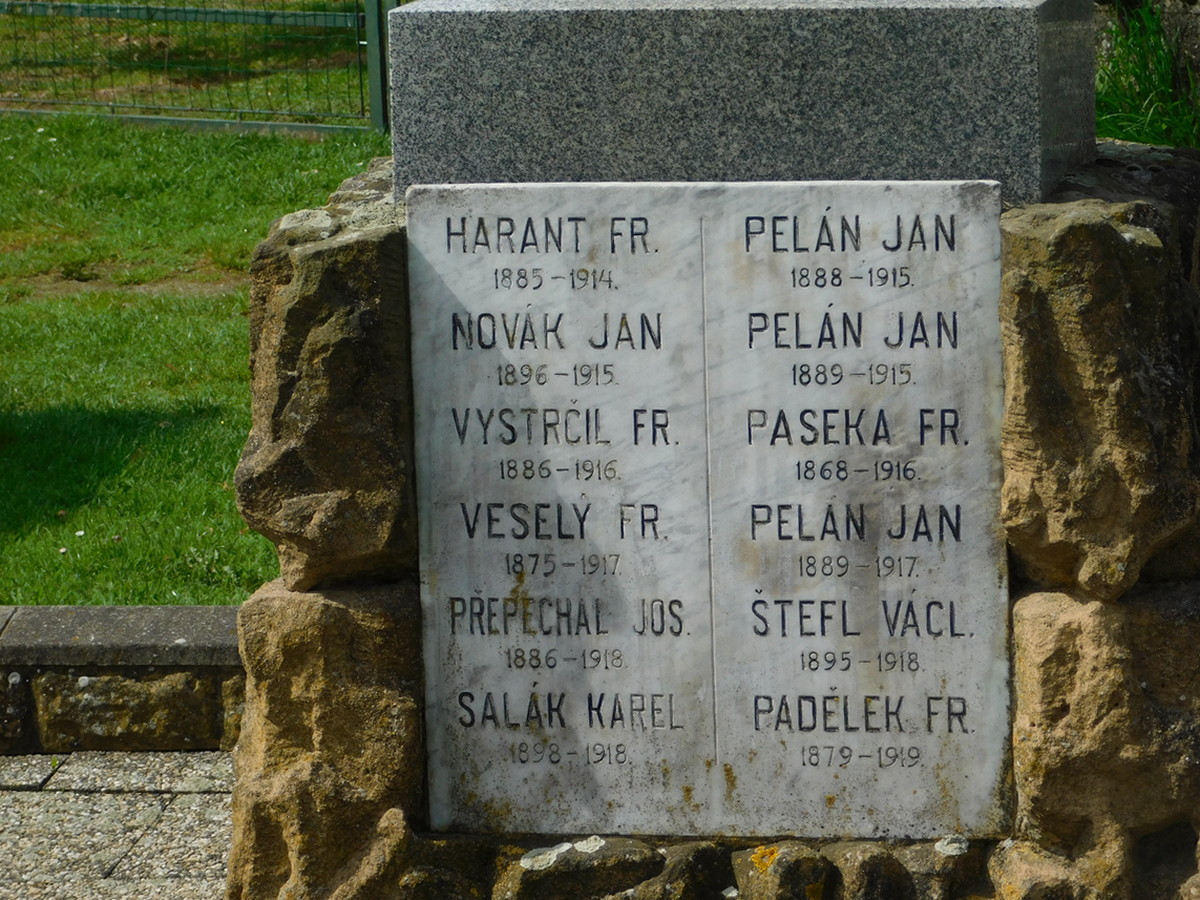 HARANT FR.
1885–1914.
NOVÁK JAN
1896–1915.
VYSTRČIL FR.
1886–1916.
VESELÝ FR.
1875–1917.
PŘEPECHAL JOS.
1886–1918.
SALÁK KAREL
1898–1918.
PELÁN JAN
1888–1915.
PELÁN JAN
1889–1915.
PASEKA FR.
1868–1916.
PELÁN JAN
1889–1917.
ŠTEFL VÁCL.
1895–1918.
PADĚLEK FR.
1879–1919.